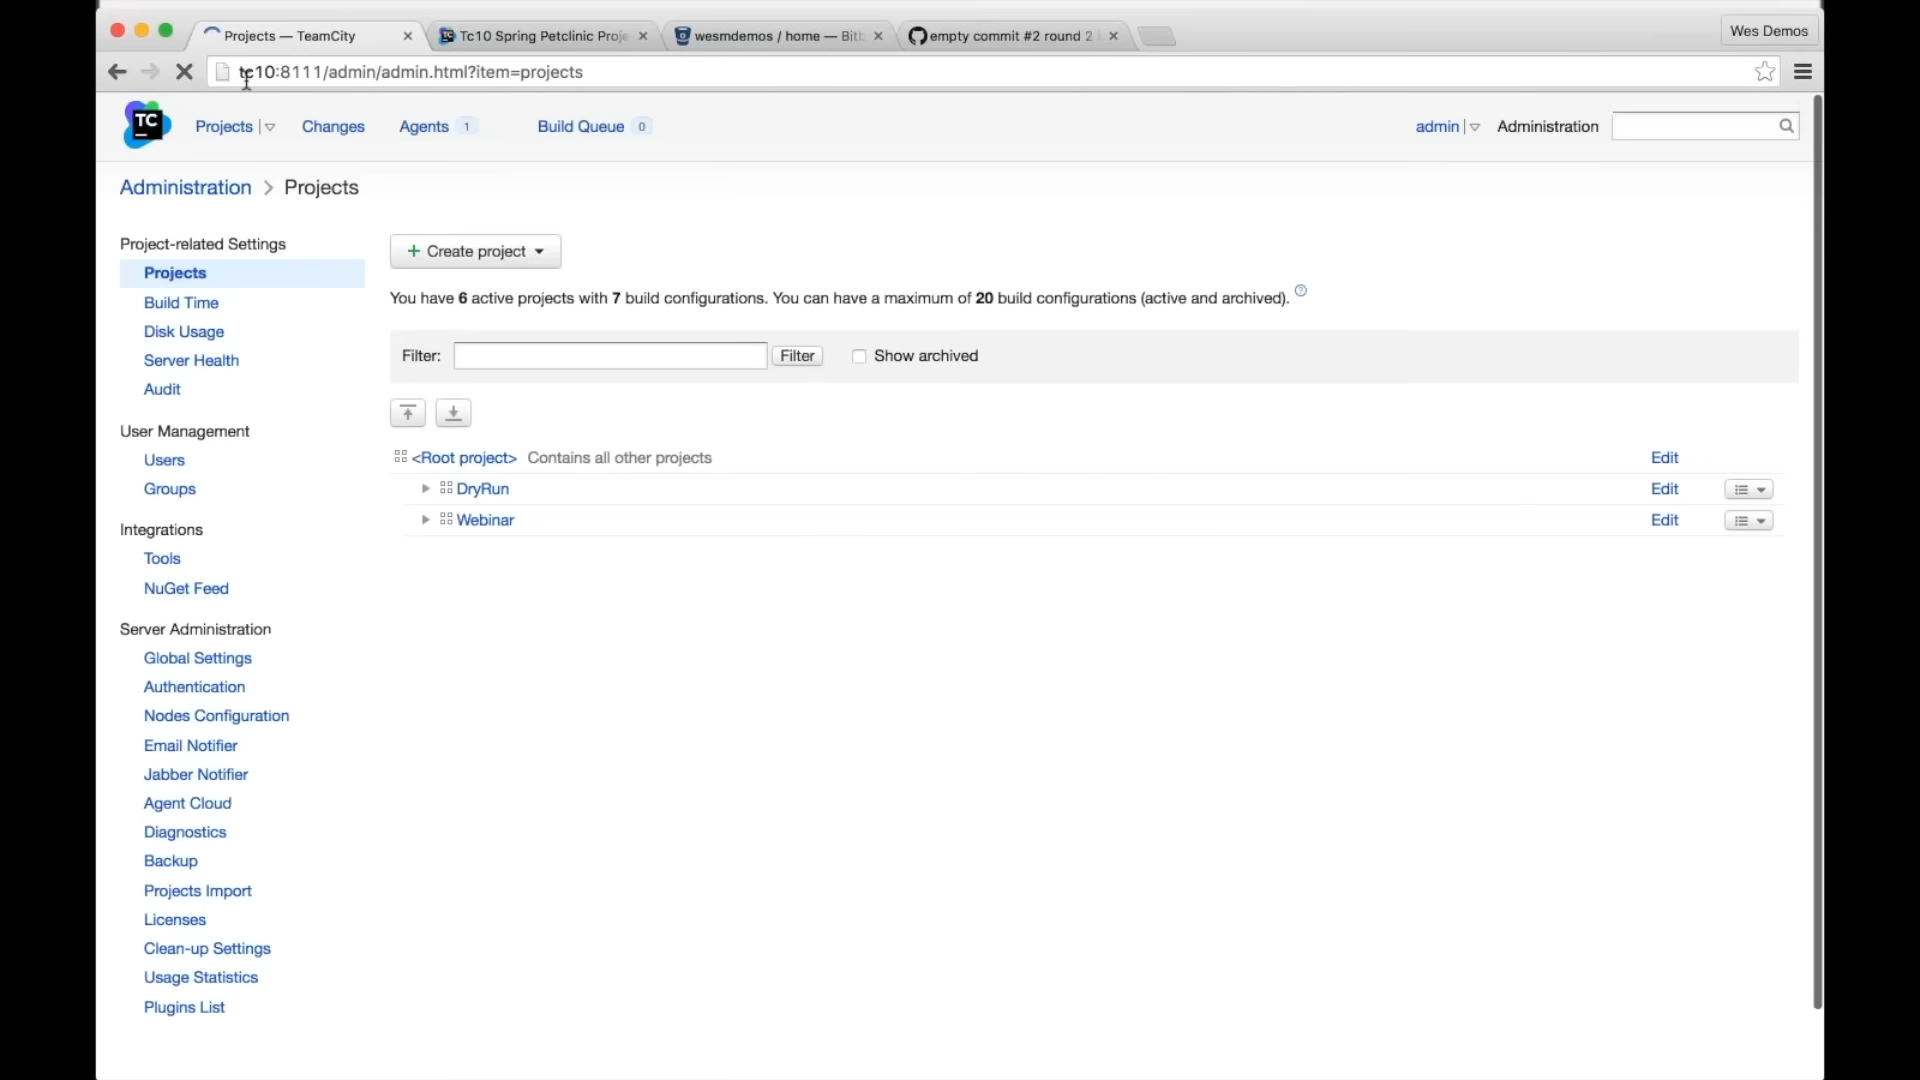 Projects — TeamCity
Tc10 Spring Petclinic Proje
wesmdemos / home — Bitb
empty commit #2 round 2
Wes Demos
tc10:8111/admin/admin.html?item=projects
TC
Projects
Changes
Agents 1
Build Queue 0
admin
Administration
Administration > Projects
Project-related Settings
Projects
Build Time
Disk Usage
Server Health
Audit
User Management
Users
Groups
Integrations
Tools
NuGet Feed
Server Administration
Global Settings
Authentication
Nodes Configuration
Email Notifier
Jabber Notifier
Agent Cloud
Diagnostics
Backup
Projects Import
Licenses
Clean-up Settings
Usage Statistics
Plugins List
+ Create project
You have 6 active projects with 7 build configurations. You can have a maximum of 20 build configurations (active and archived). ?
Filter: Filter Show archived
<Root project> Contains all other projects Edit
DryRun Edit
Webinar Edit